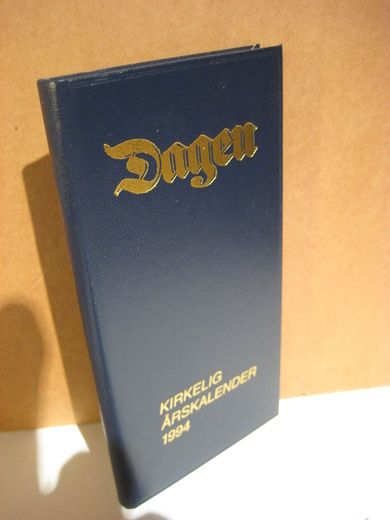 Dagen
KIRKELIG
ÅRSKALENDER
1994